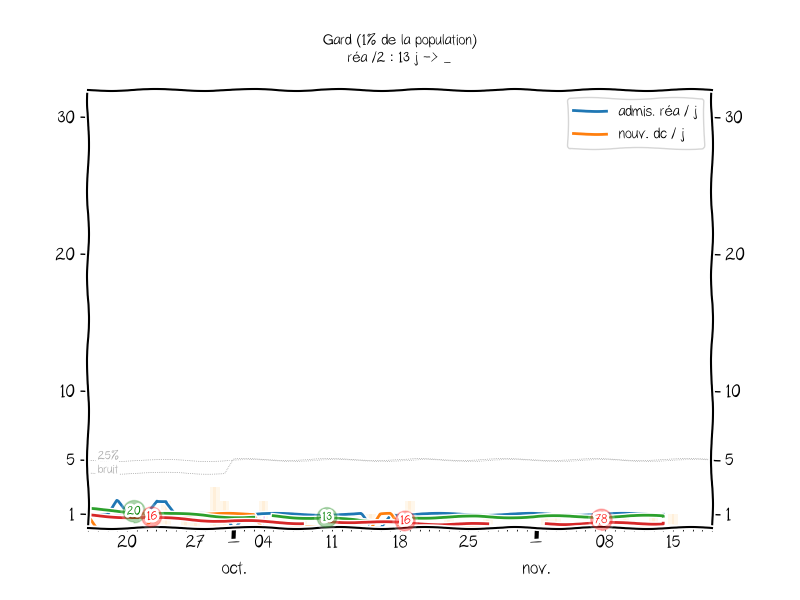 Gard (1% de la population)
réa /2 : 13 j -> _
admis. réa / j
nouv. dc / j
30
30
20
20
10
10
25%
bruit
5
5
20
16
13
16
78
1
1
20 27 — 04 11 18 25 — 08 15
oct. nov.